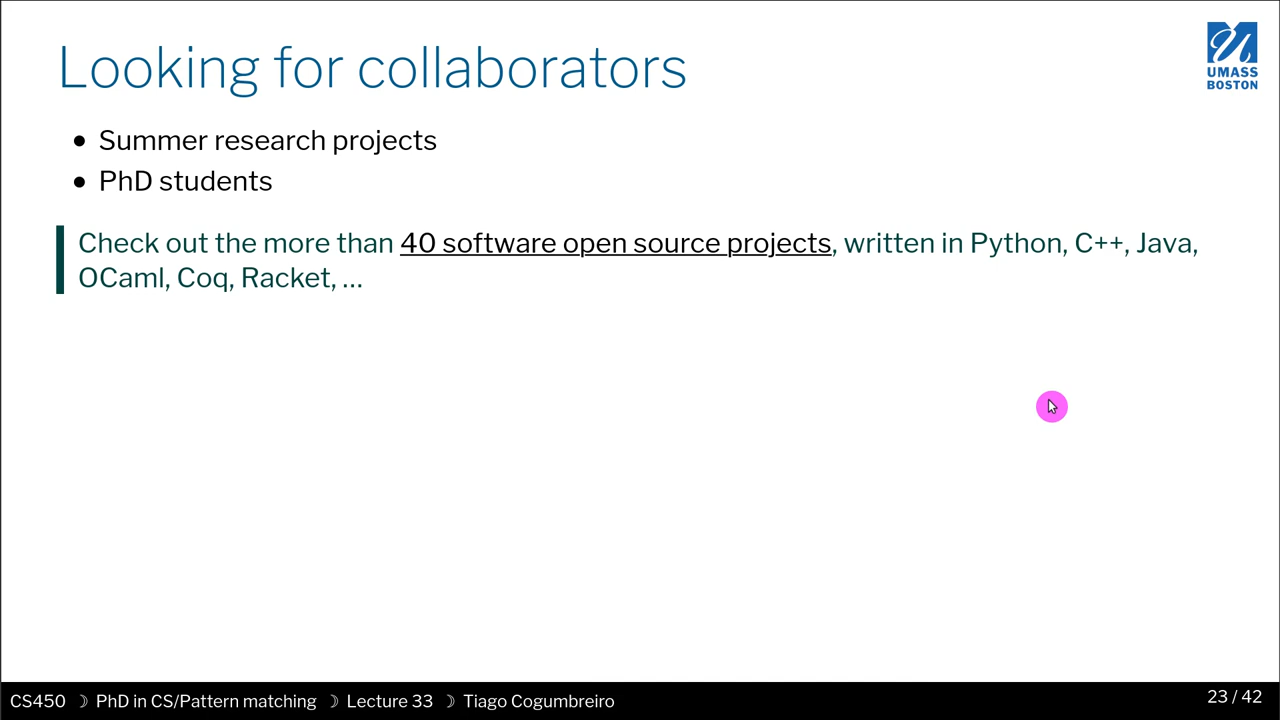 Looking for collaborators
UMASS
BOSTON
● Summer research projects
● PhD students
Check out the more than 40 software open source projects, written in Python, C++, Java,
OCaml, Coq, Racket, ...
CS450 ☽ PhD in CS/Pattern matching ☽ Lecture 33 ☽ Tiago Cogumbreiro
23 / 42